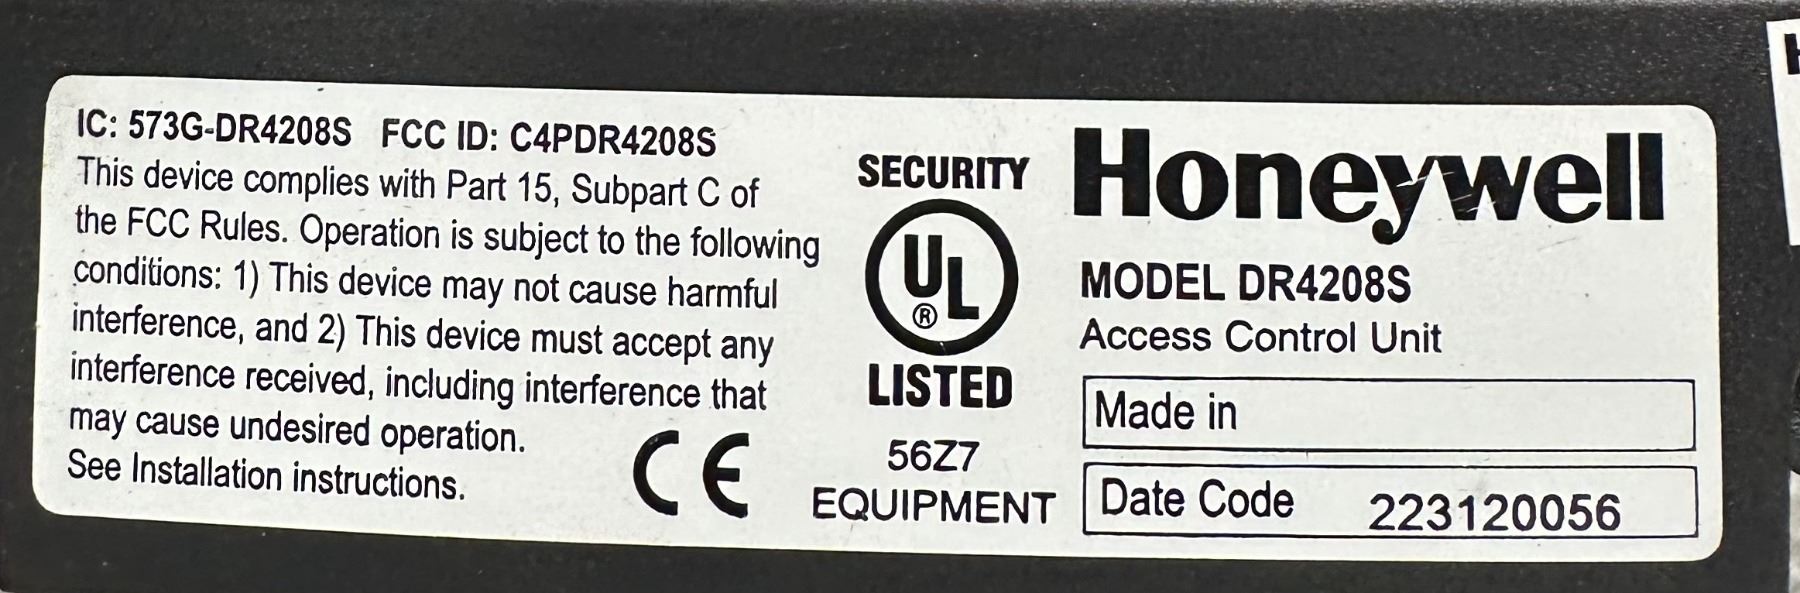 IC: 573G-DR4208S FCC ID: C4PDR4208S
This device complies with Part 15, Subpart C of
the FCC Rules. Operation is subject to the following
conditions: 1) This device may not cause harmful
interference, and 2) This device must accept any
interference received, including interference that
may cause undesired operation.
See Installation instructions.
CE
SECURITY
UL
®
LISTED
56Z7
EQUIPMENT
Honeywell
MODEL DR4208S
Access Control Unit
Made in
Date Code 223120056